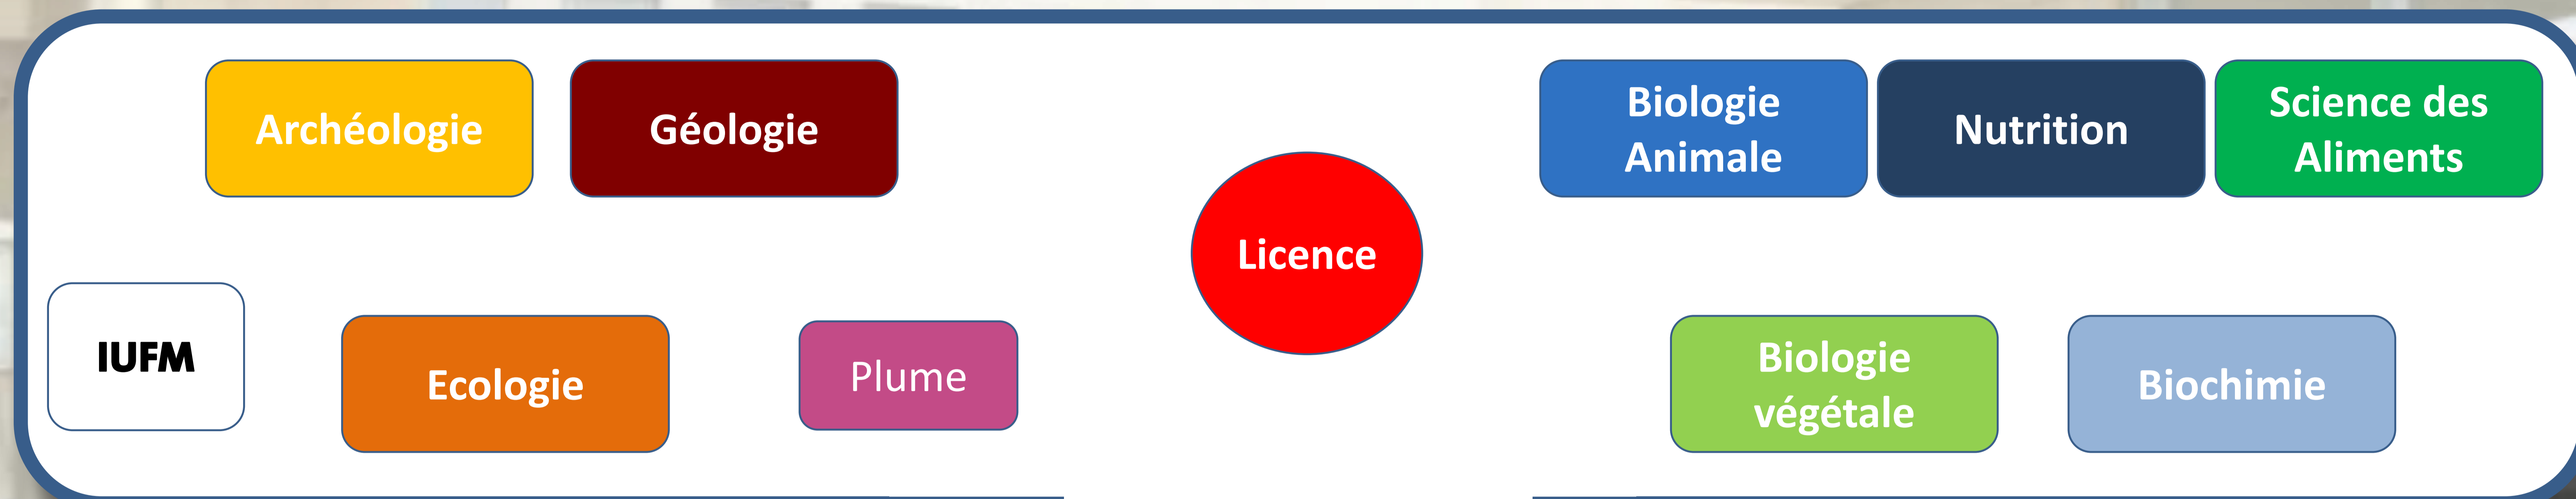 Archéologie
Géologie
Biologie
Animale
Nutrition
Science des
Aliments
Licence
IUFM
Ecologie
Plume
Biologie
végétale
Biochimie